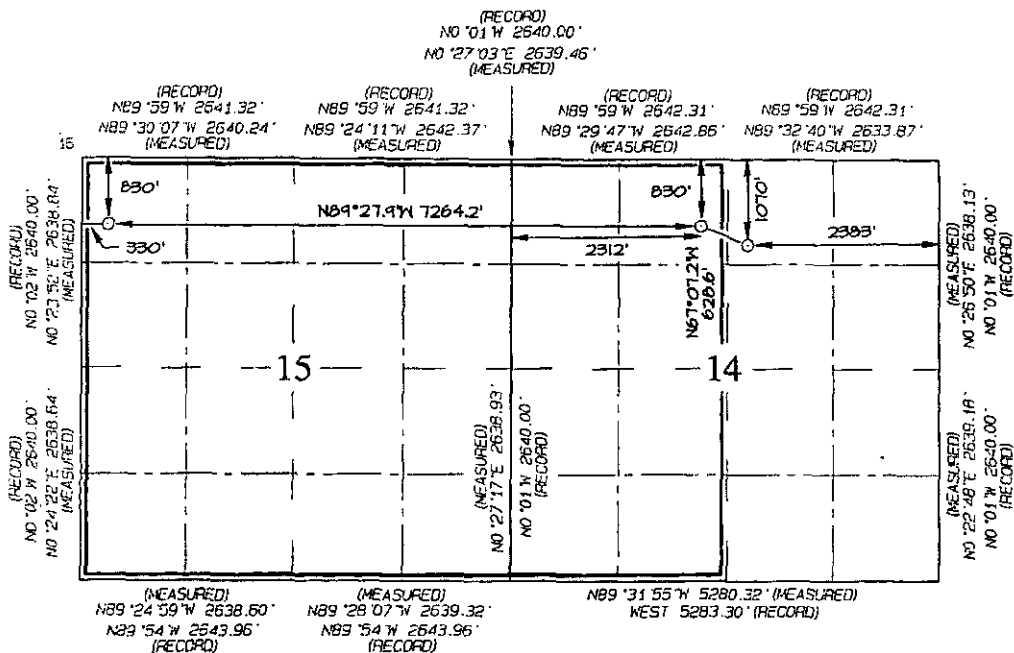 (RECORD)
N0 °01'W 2640.00'
N0 °27'03"E 2639.46'
(MEASURED)
(RECORD)
N89 °59'W 2641.32'
N89 °30'07"W 2640.24'
(MEASURED)
(RECORD)
N89 °59'W 2641.32'
N89 °24'11"W 2642.37'
(MEASURED)
(RECORD)
N89 °59'W 2642.31'
N89 °29'47"W 2642.86'
(MEASURED)
(RECORD)
N89 °59'W 2642.31'
N89 °32'40"W 2633.87'
(MEASURED)
(RECORD)
N0 °02'W 2640.00'
N0 °23'52"E 2638.84'
(MEASURED)
830'
N89°27.9'W 7264.2'
330'
830'
2312'
N67°07.2'W
628.6'
1070'
2383'
(MEASURED)
N0 °26'50"E 2638.13'
N0 °01'W 2640.00'
(RECORD)
15
14
(RECORD)
N0 °02'W 2640.00'
N0 °24'22"E 2638.64'
(MEASURED)
(MEASURED)
N0 °27'17"E 2638.93'
N0 °01'W 2640.00'
(RECORD)
(MEASURED)
N0 °22'48"E 2639.18'
N0 °01'W 2640.00'
(RECORD)
(MEASURED)
N89 °24'59"W 2638.60'
N89 °54'W 2643.96'
(RECORD)
(MEASURED)
N89 °28'07"W 2639.32'
N89 °54'W 2643.96'
(RECORD)
N89 °31'55"W 5280.32' (MEASURED)
WEST 5283.30' (RECORD)